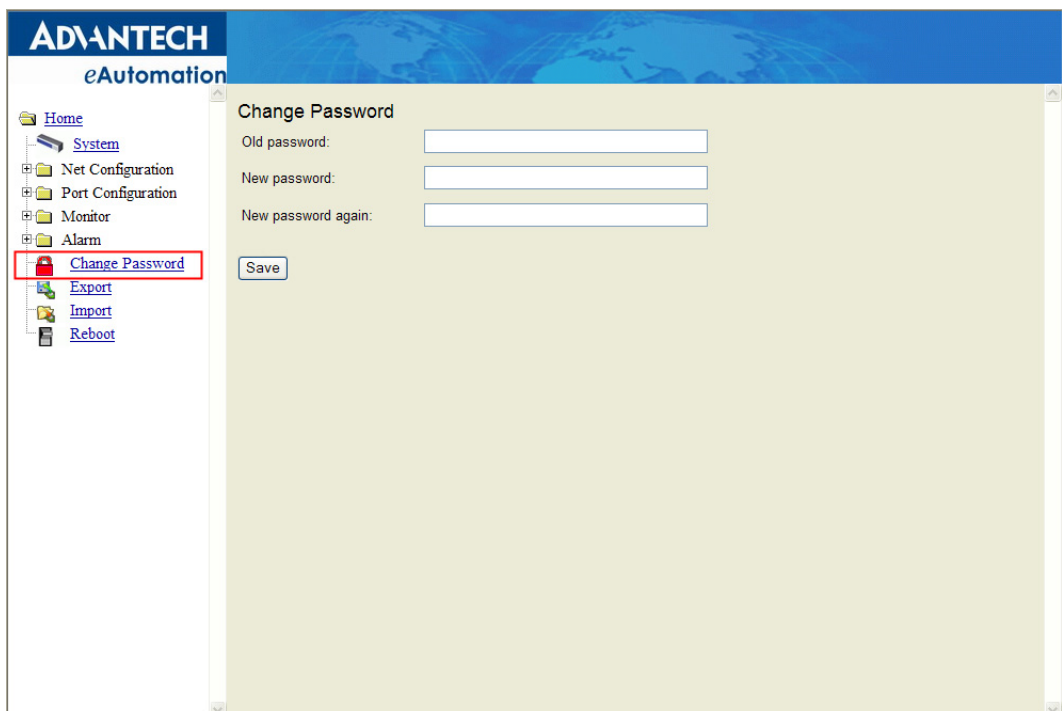 ADVANTECH
eAutomation
Home
System
Net Configuration
Port Configuration
Monitor
Alarm
Change Password
Export
Import
Reboot
Change Password
Old password:
New password:
New password again:
Save